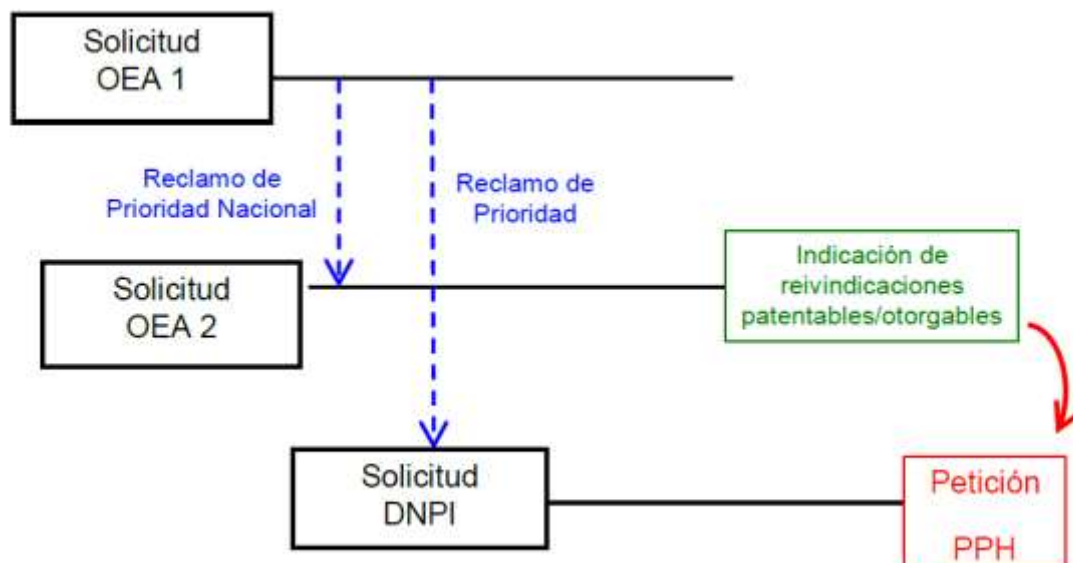 Solicitud
OEA 1
Reclamo de
Prioridad Nacional
Reclamo de
Prioridad
Solicitud
OEA 2
Indicación de
reivindicaciones
patentables/otorgables
Solicitud
DNPI
Petición
PPH